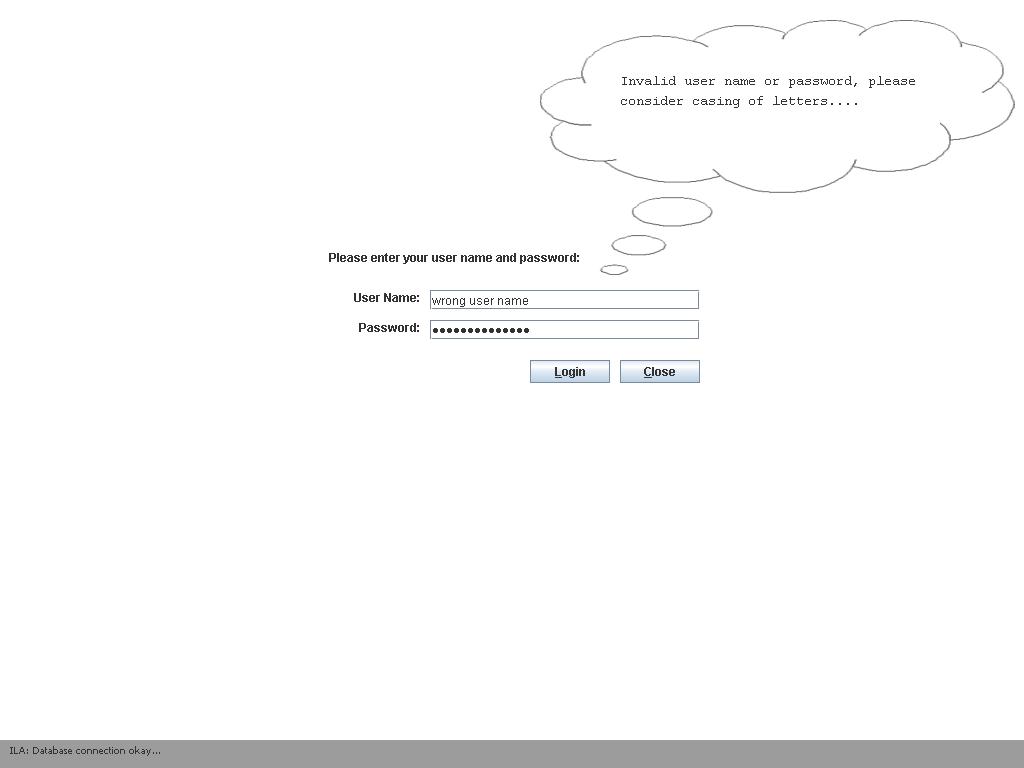 Invalid user name or password, please
consider casing of letters....
Please enter your user name and password:
User Name: wrong user name
Password: ●●●●●●●●●●●●●●
Login Close
ILA: Database connection okay...